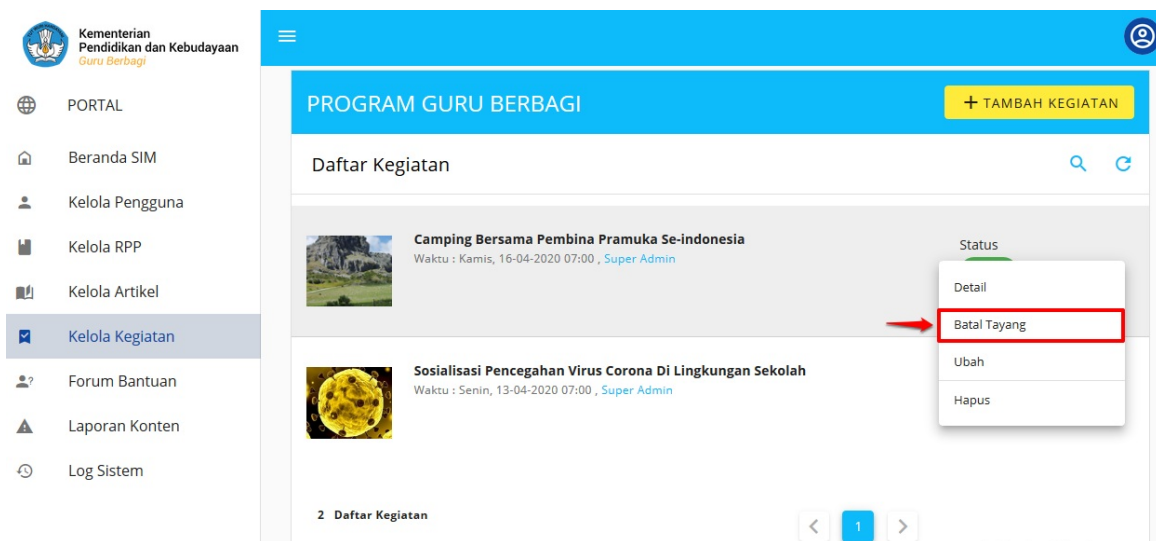 Kementerian
Pendidikan dan Kebudayaan
Guru Berbagi
PORTAL
Beranda SIM
Kelola Pengguna
Kelola RPP
Kelola Artikel
Kelola Kegiatan
Forum Bantuan
Laporan Konten
Log Sistem
PROGRAM GURU BERBAGI
+ TAMBAH KEGIATAN
Daftar Kegiatan
Camping Bersama Pembina Pramuka Se-indonesia
Waktu : Kamis, 16-04-2020 07:00 , Super Admin
Status
Detail
Batal Tayang
Ubah
Hapus
Sosialisasi Pencegahan Virus Corona Di Lingkungan Sekolah
Waktu : Senin, 13-04-2020 07:00 , Super Admin
2 Daftar Kegiatan
< 1 >